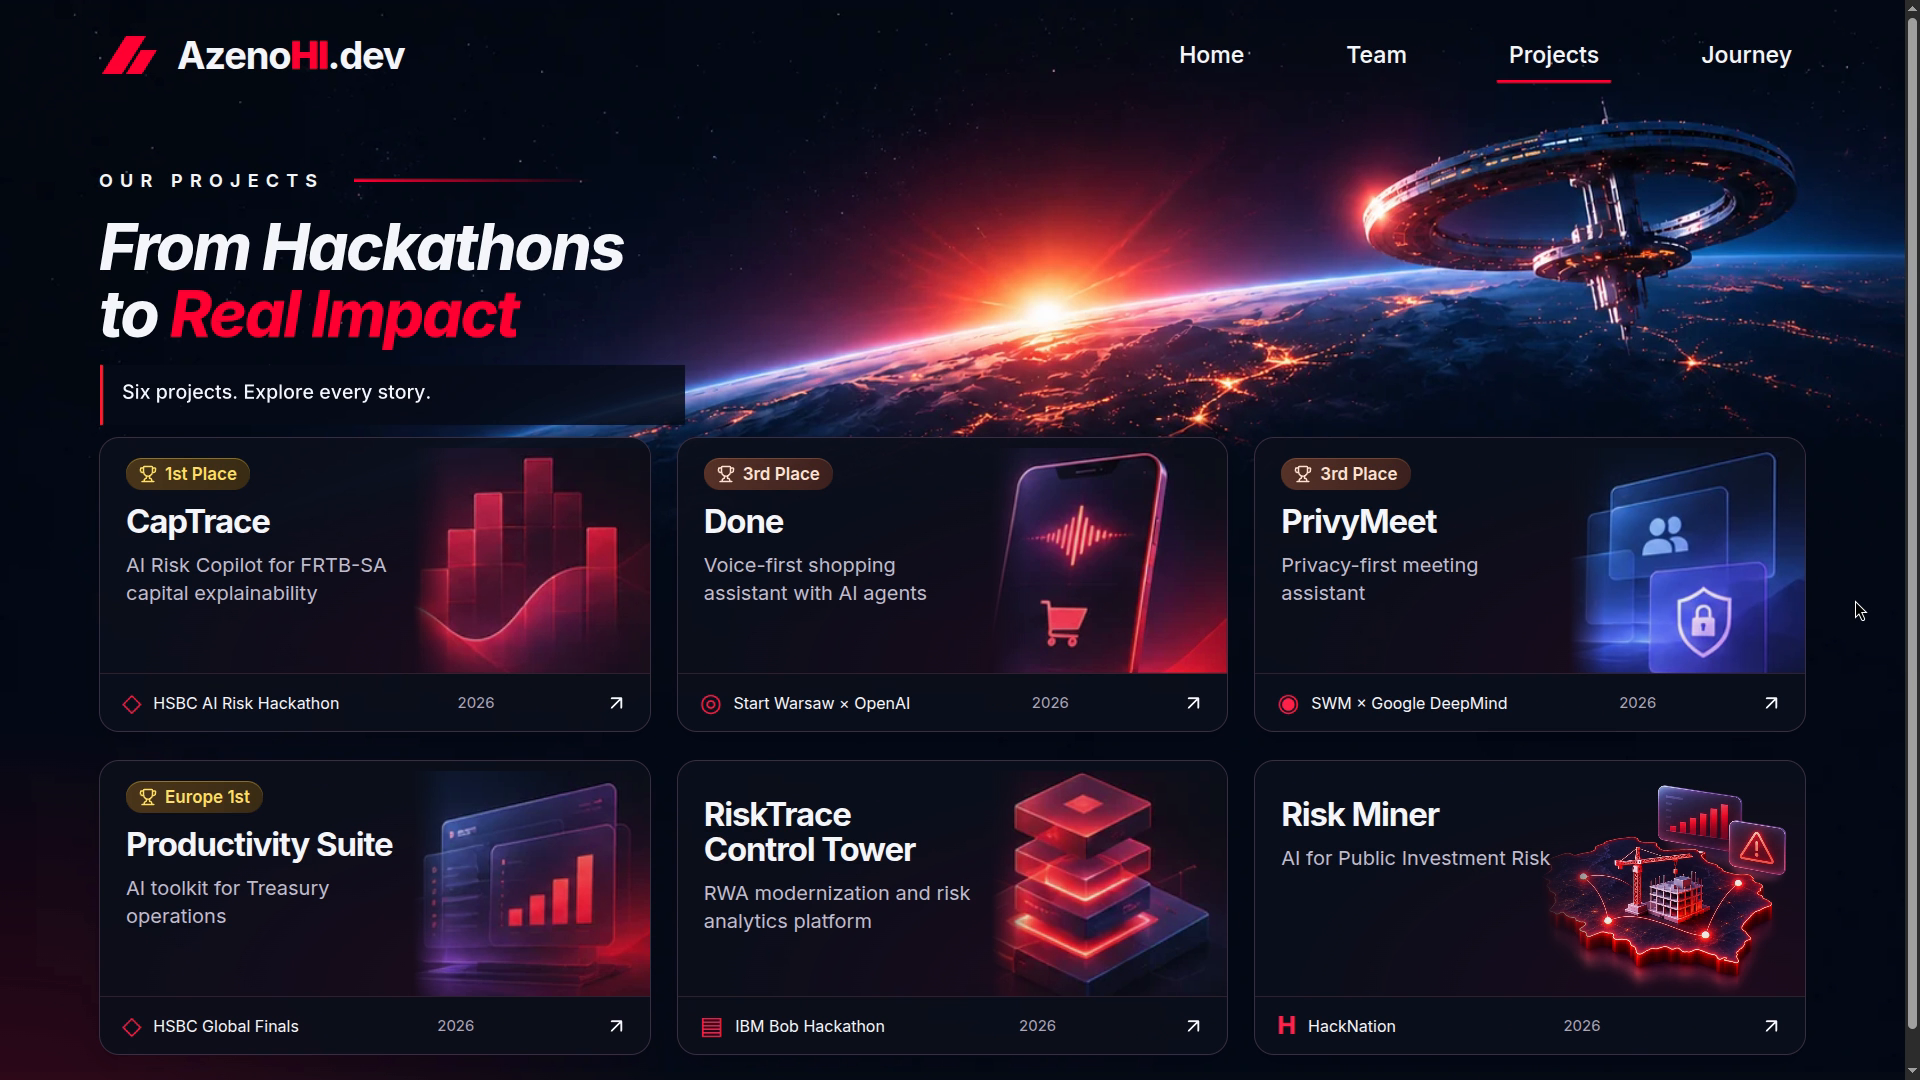 AzenoHI.dev
Home
Team
Projects
Journey
OUR PROJECTS
From Hackathons
to Real Impact
Six projects. Explore every story.
1st Place
CapTrace
AI Risk Copilot for FRTB-SA
capital explainability
HSBC AI Risk Hackathon
2026
3rd Place
Done
Voice-first shopping
assistant with AI agents
Start Warsaw × OpenAI
2026
3rd Place
PrivyMeet
Privacy-first meeting
assistant
SWM × Google DeepMind
2026
Europe 1st
Productivity Suite
AI toolkit for Treasury
operations
HSBC Global Finals
2026
RiskTrace
Control Tower
RWA modernization and risk
analytics platform
IBM Bob Hackathon
2026
Risk Miner
AI for Public Investment Risk
H HackNation
2026